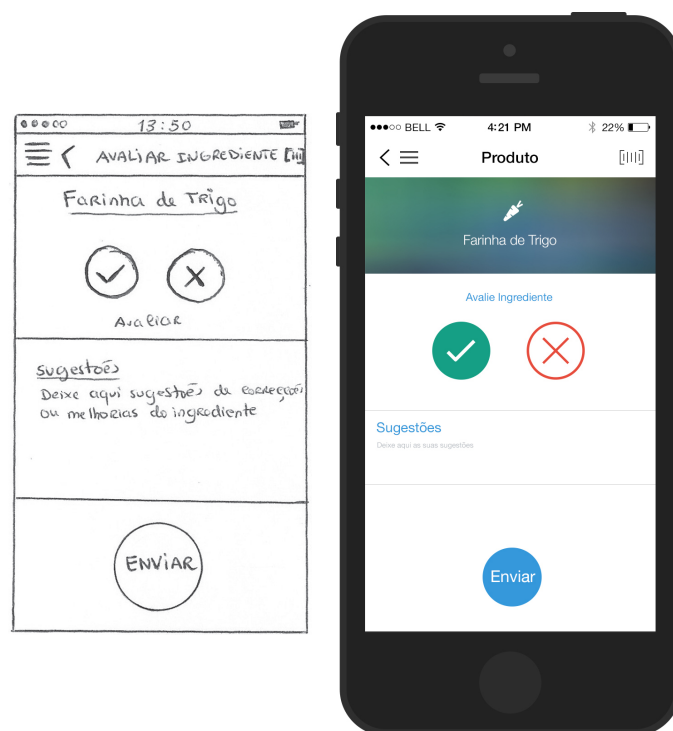 13:50
AVALIAR INGREDIENTE
Farinha de Trigo
Avaliar
Sugestões
Deixe aqui sugestões de correcções
ou melhorias do ingrediente
ENVIAR
BELL 4:21 PM 22%
Produto
Farinha de Trigo
Avalie Ingrediente
Sugestões
Deixe aqui as suas sugestões
Enviar